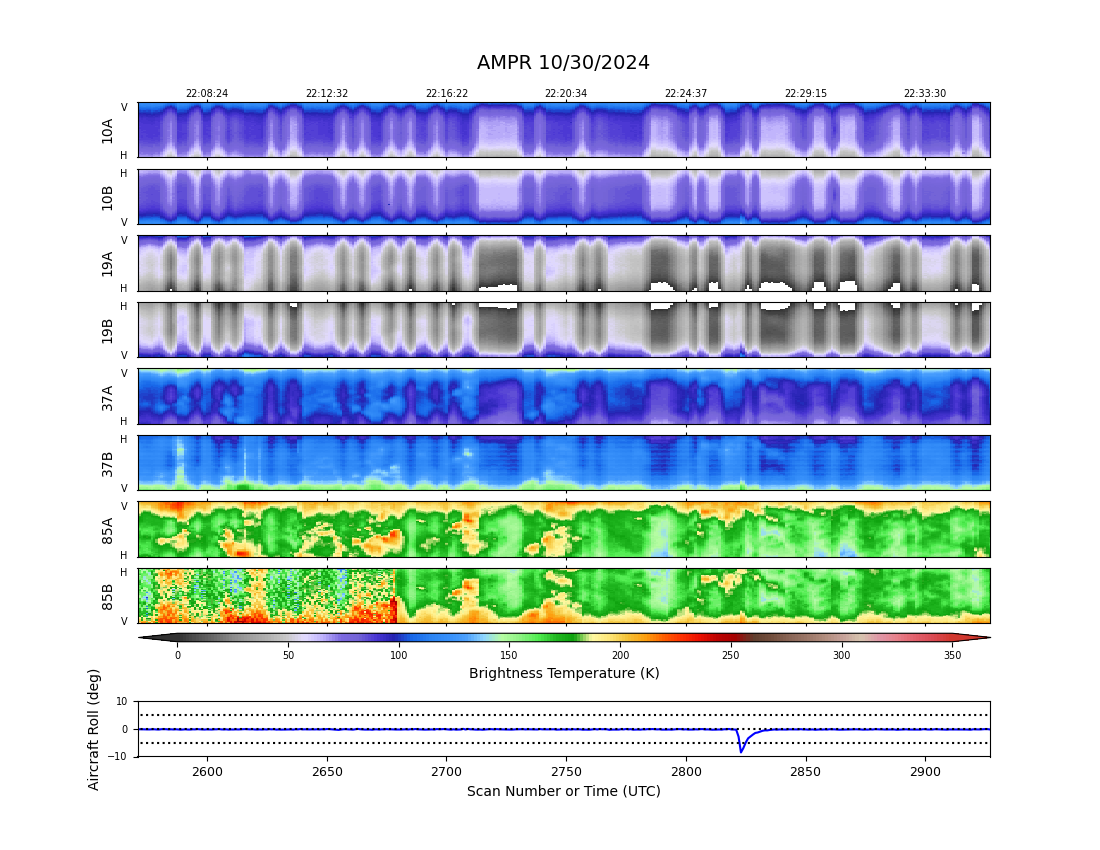 AMPR 10/30/2024
22:08:24 22:12:32 22:16:22 22:20:34 22:24:37 22:29:15 22:33:30
V
10A
H
H
10B
V
V
19A
H
H
19B
V
V
37A
H
H
37B
V
V
85A
H
H
85B
V
0 50 100 150 200 250 300 350
Brightness Temperature (K)
Aircraft Roll (deg)
10
0
−10
2600 2650 2700 2750 2800 2850 2900
Scan Number or Time (UTC)